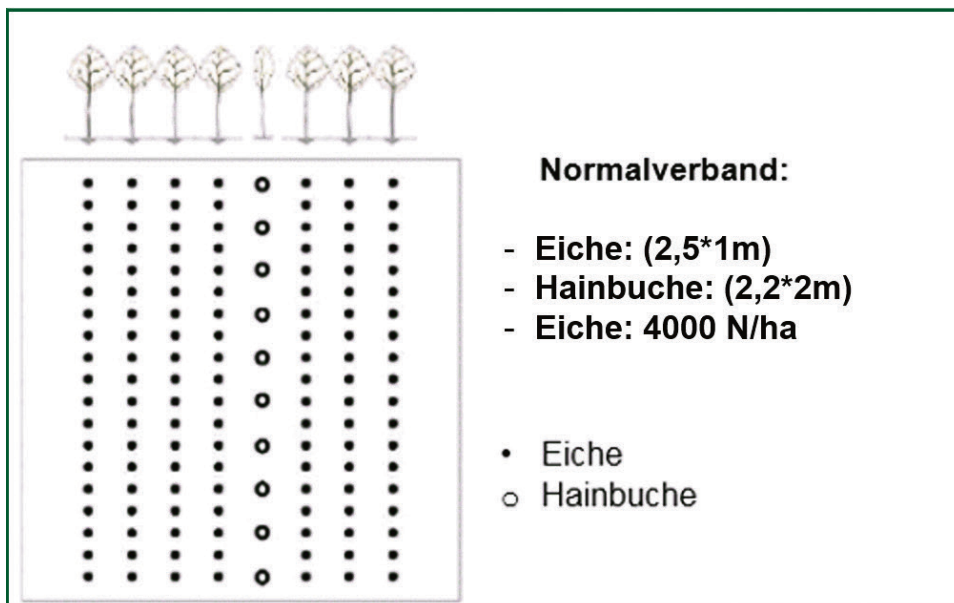 Normalverband:
- Eiche: (2,5*1m)
- Hainbuche: (2,2*2m)
- Eiche: 4000 N/ha
• Eiche
o Hainbuche